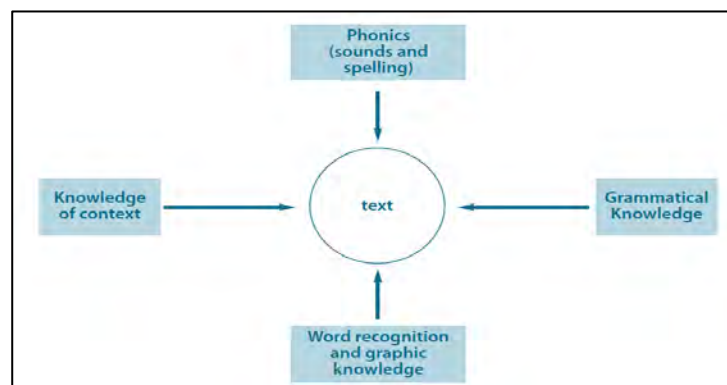 Phonics
(sounds and
spelling)
Knowledge
of context
text
Grammatical
Knowledge
Word recognition
and graphic
knowledge